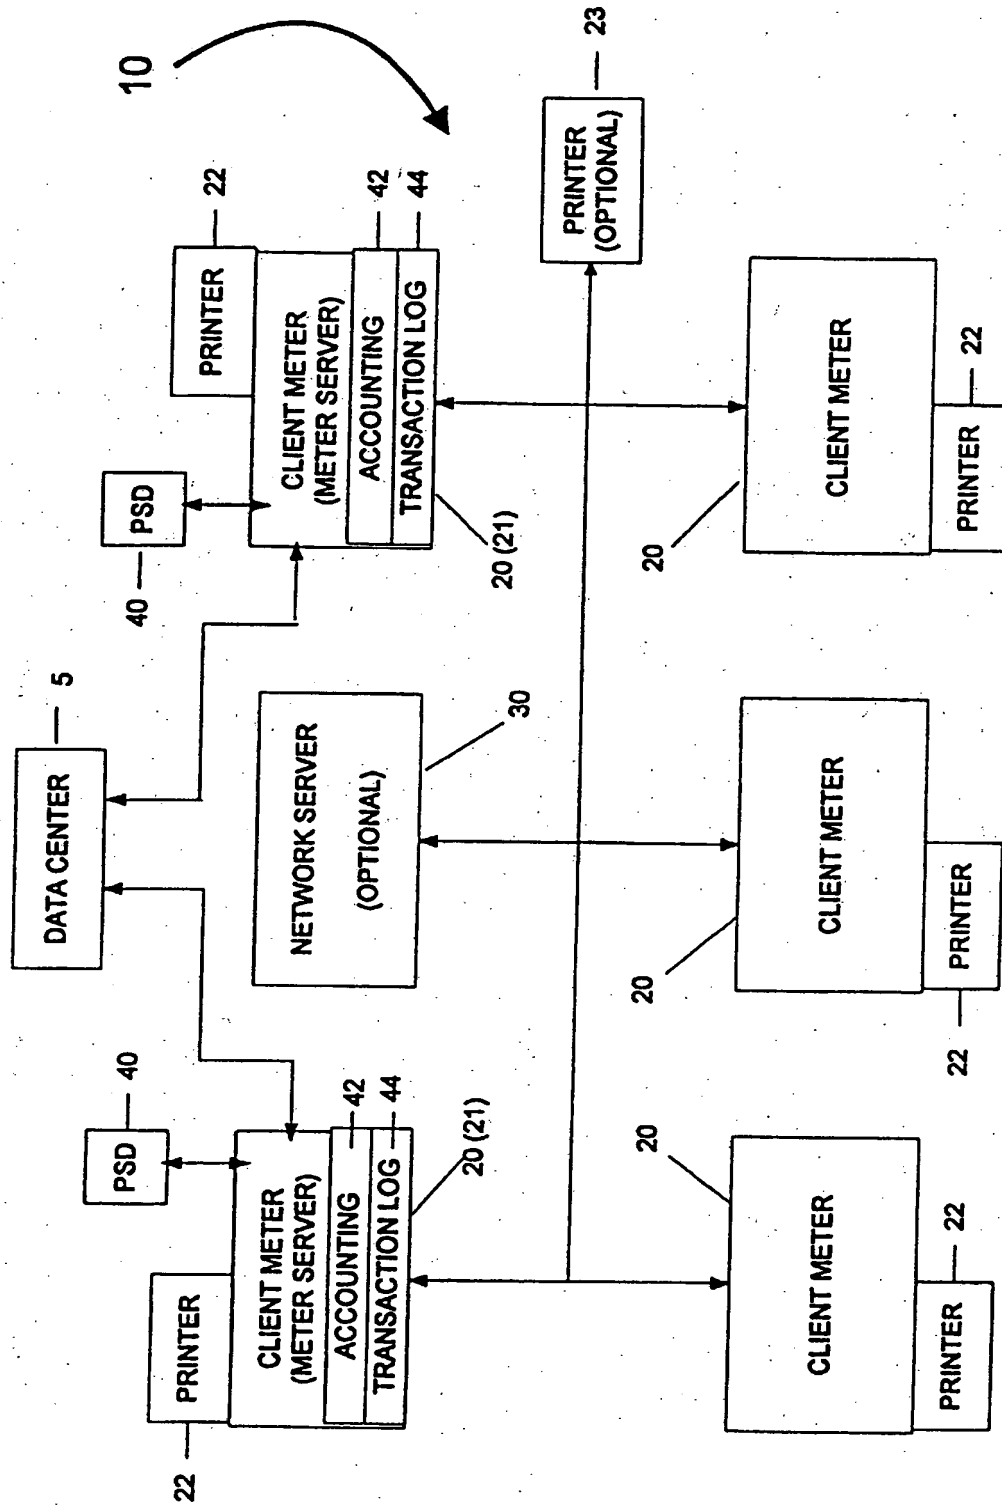 10
DATA CENTER
5
PSD
40
PRINTER
22
CLIENT METER
(METER SERVER)
ACCOUNTING
42
TRANSACTION LOG
44
20 (21)
NETWORK SERVER
(OPTIONAL)
30
PSD
40
PRINTER
22
CLIENT METER
(METER SERVER)
ACCOUNTING
42
TRANSACTION LOG
44
20 (21)
PRINTER
(OPTIONAL)
23
20
CLIENT METER
PRINTER
22
20
CLIENT METER
PRINTER
22
20
CLIENT METER
PRINTER
22